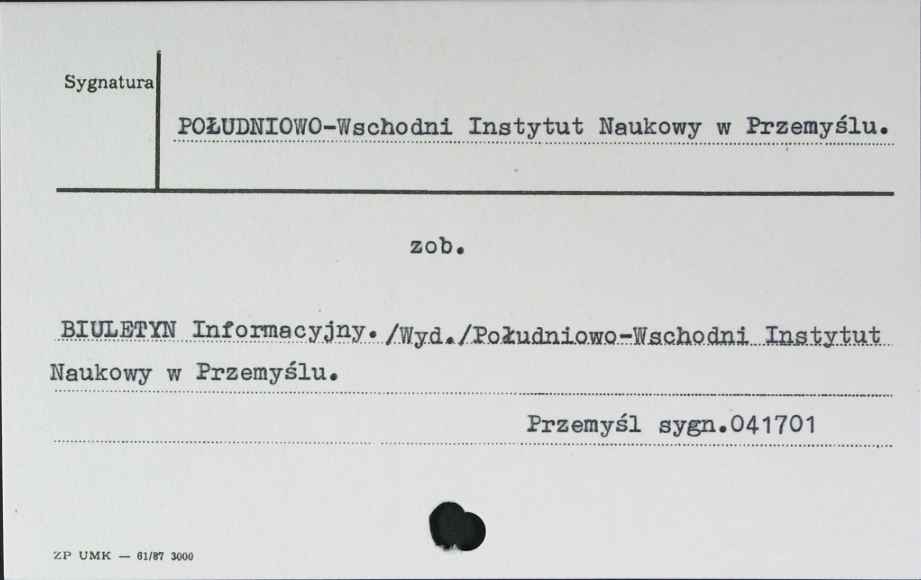 Sygnatura
POŁUDNIOWO-Wschodni Instytut Naukowy w Przemyślu.
zob.
BIULETYN Informacyjny. /Wyd./Południowo-Wschodni Instytut
Naukowy w Przemyślu.
Przemyśl sygn.041701
ZP UMK — 61/87 3000